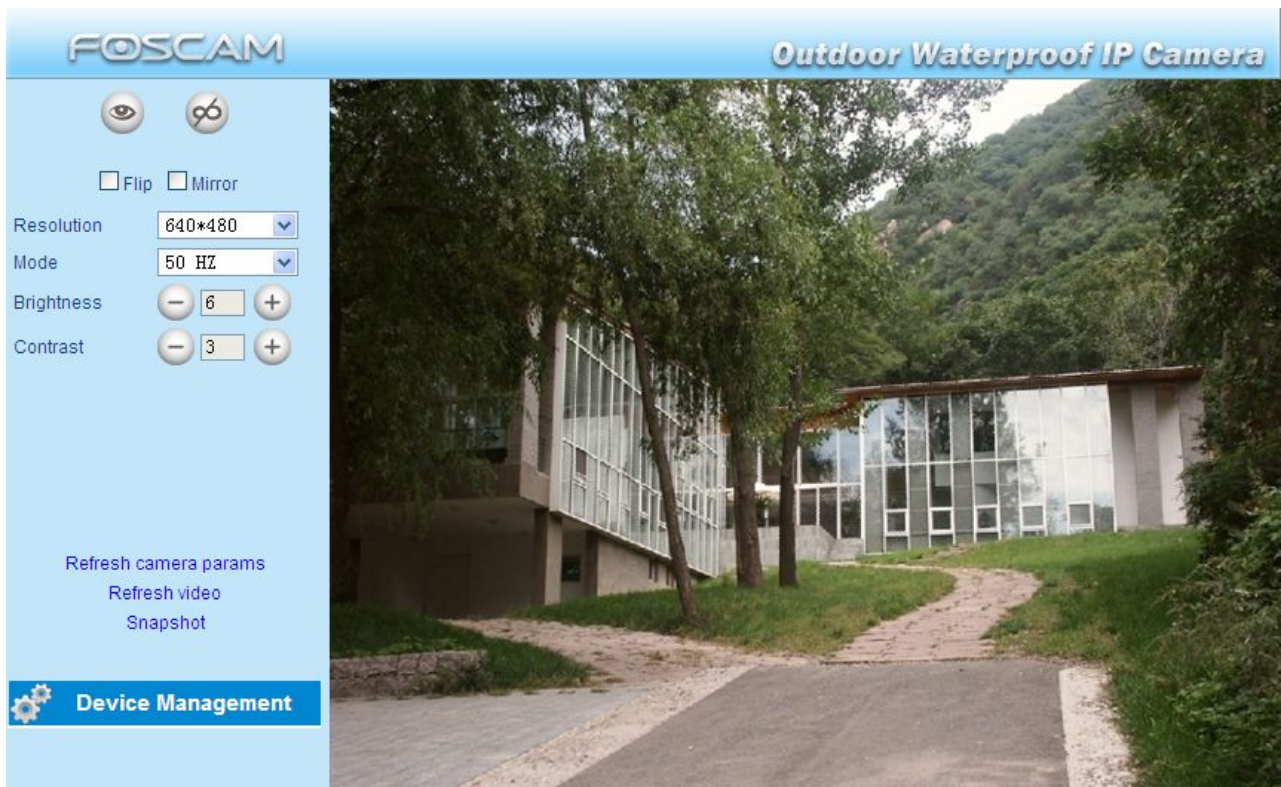 FOSCAM
Outdoor Waterproof IP Camera
Flip Mirror
Resolution 640*480
Mode 50 HZ
Brightness 6
Contrast 3
Refresh camera params
Refresh video
Snapshot
Device Management